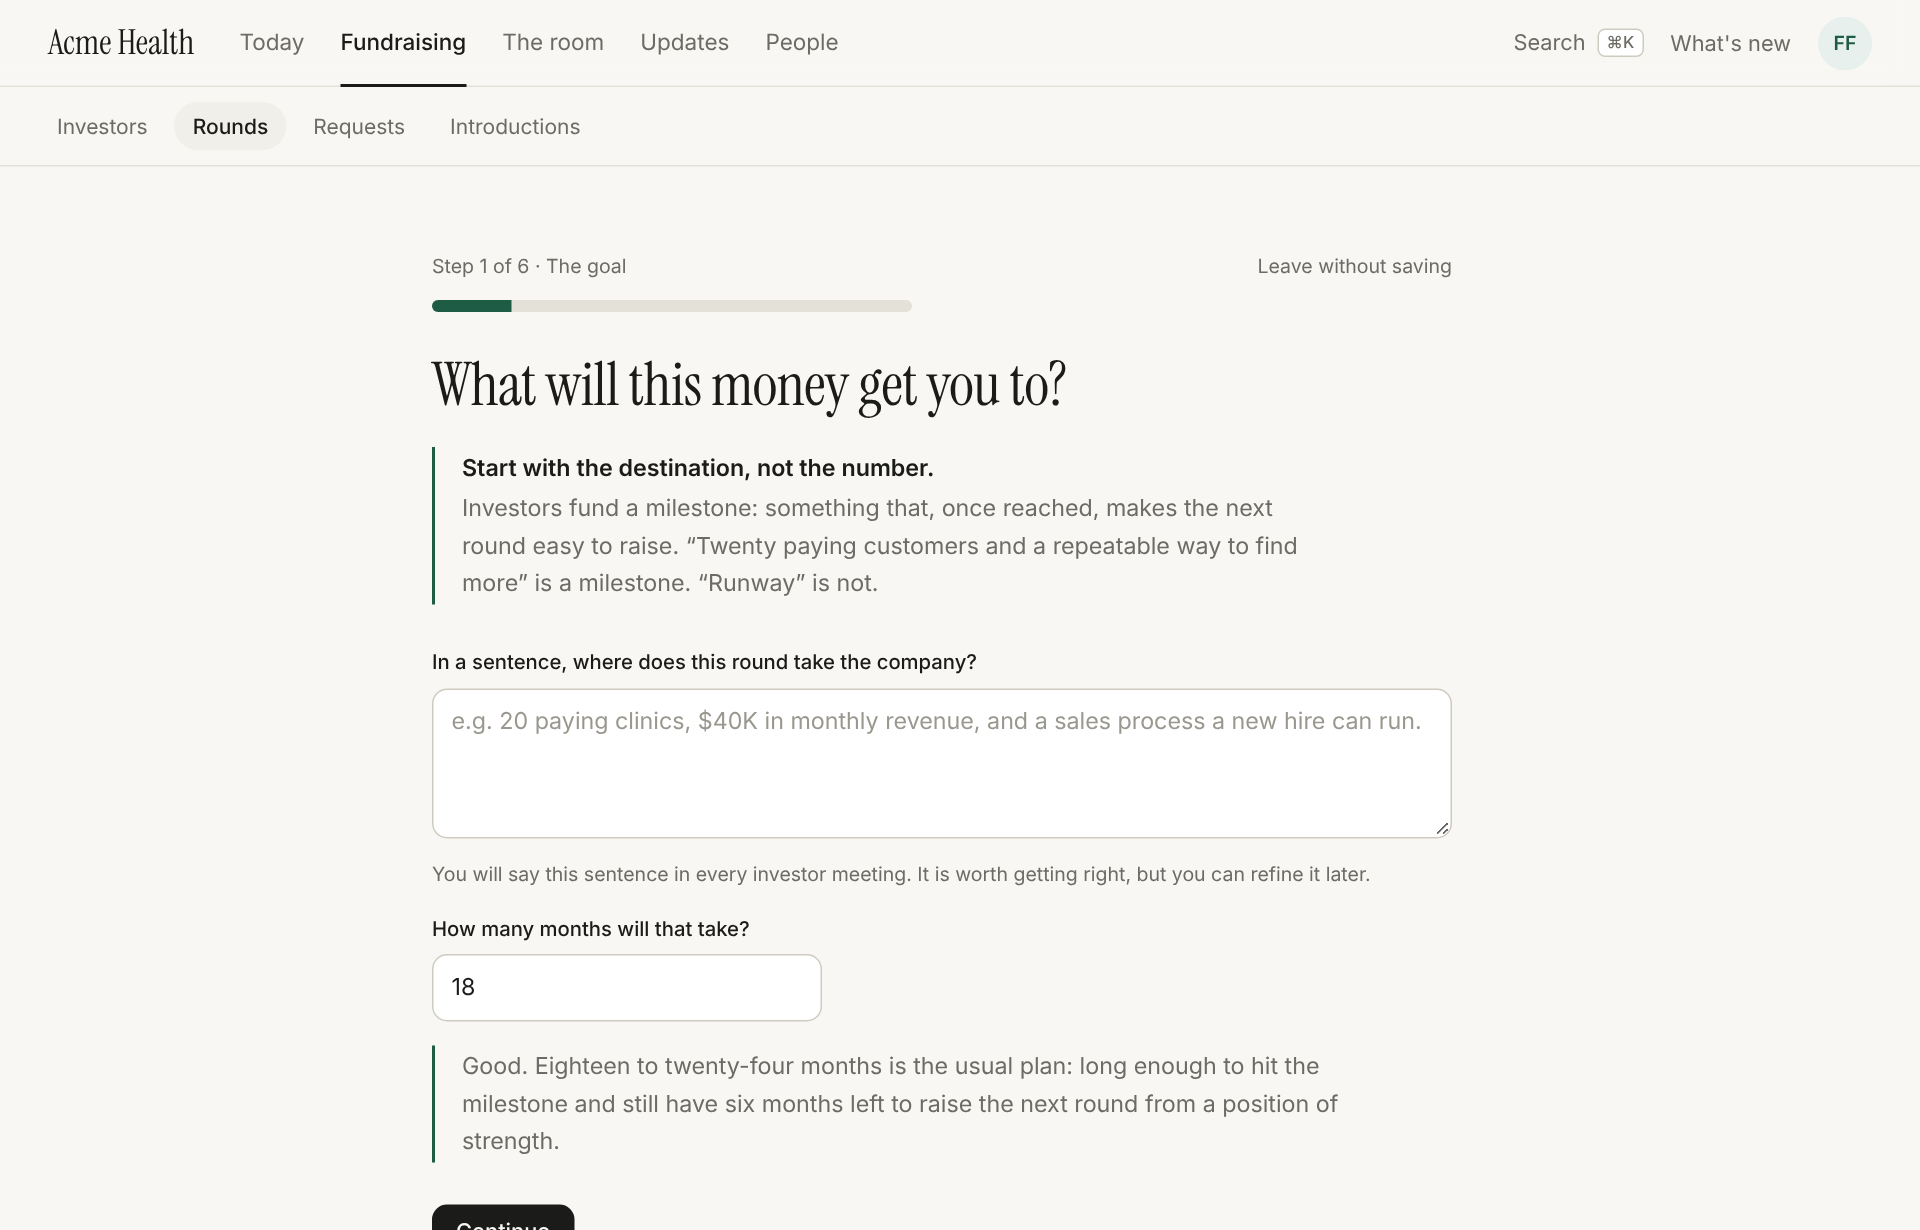 Acme Health Today Fundraising The room Updates People Search ⌘K What's new FF
Investors Rounds Requests Introductions
Step 1 of 6 · The goal Leave without saving
What will this money get you to?
Start with the destination, not the number.
Investors fund a milestone: something that, once reached, makes the next
round easy to raise. “Twenty paying customers and a repeatable way to find
more” is a milestone. “Runway” is not.
In a sentence, where does this round take the company?
e.g. 20 paying clinics, $40K in monthly revenue, and a sales process a new hire can run.
You will say this sentence in every investor meeting. It is worth getting right, but you can refine it later.
How many months will that take?
18
Good. Eighteen to twenty-four months is the usual plan: long enough to hit the
milestone and still have six months left to raise the next round from a position of
strength.
Continue